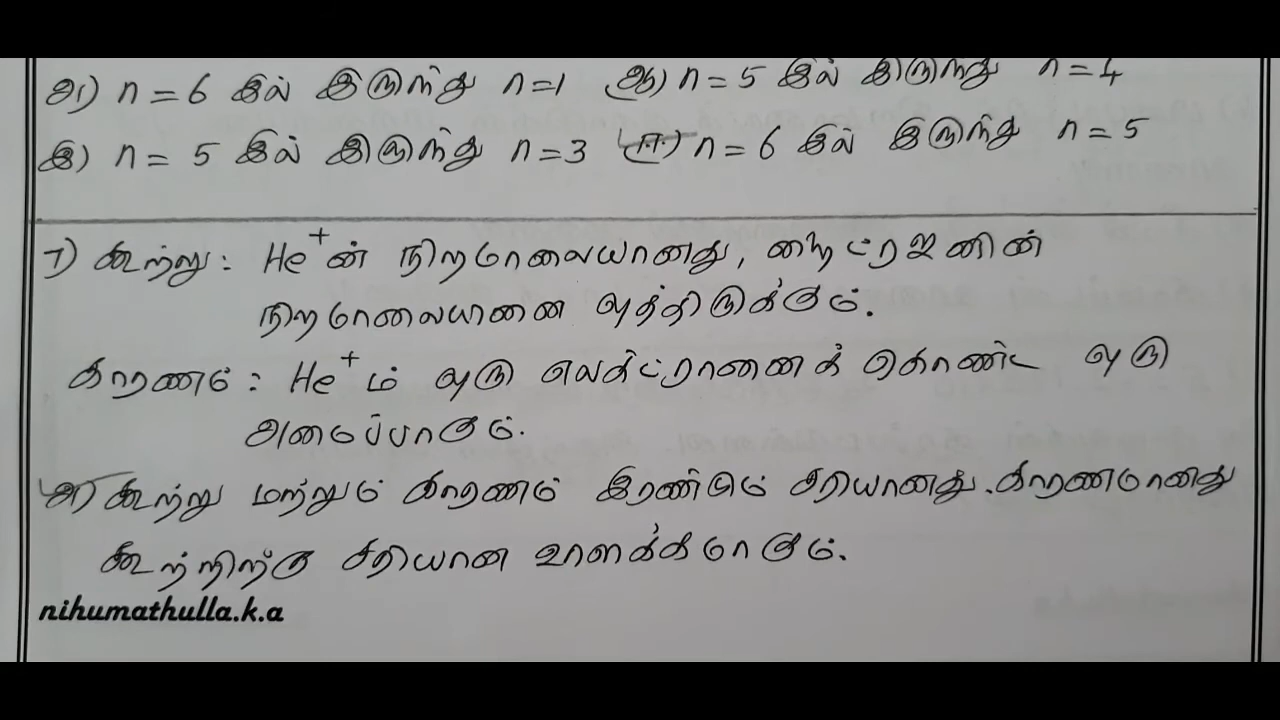 அ) n = 6 இல் இருந்து n=1 ஆ) n = 5 இல் இருந்து n = 4
இ) n = 5 இல் இருந்து n = 3 ஈ) n = 6 இல் இருந்து n = 5
7) கூற்று : He⁺ன் நிறமாலையானது, ஹைட்ரஜனின்
நிறமாலையினை ஒத்திருக்கும்.
காரணம் : He⁺ம் ஒரு எலக்ட்ரானைக் கொண்ட ஒரு
அமைப்பாகும்.
அ) கூற்று மற்றும் காரணம் இரண்டும் சரியானது. காரணமானது
கூற்றிற்கு சரியான விளக்கமாகும்.
nihumathulla.k.a